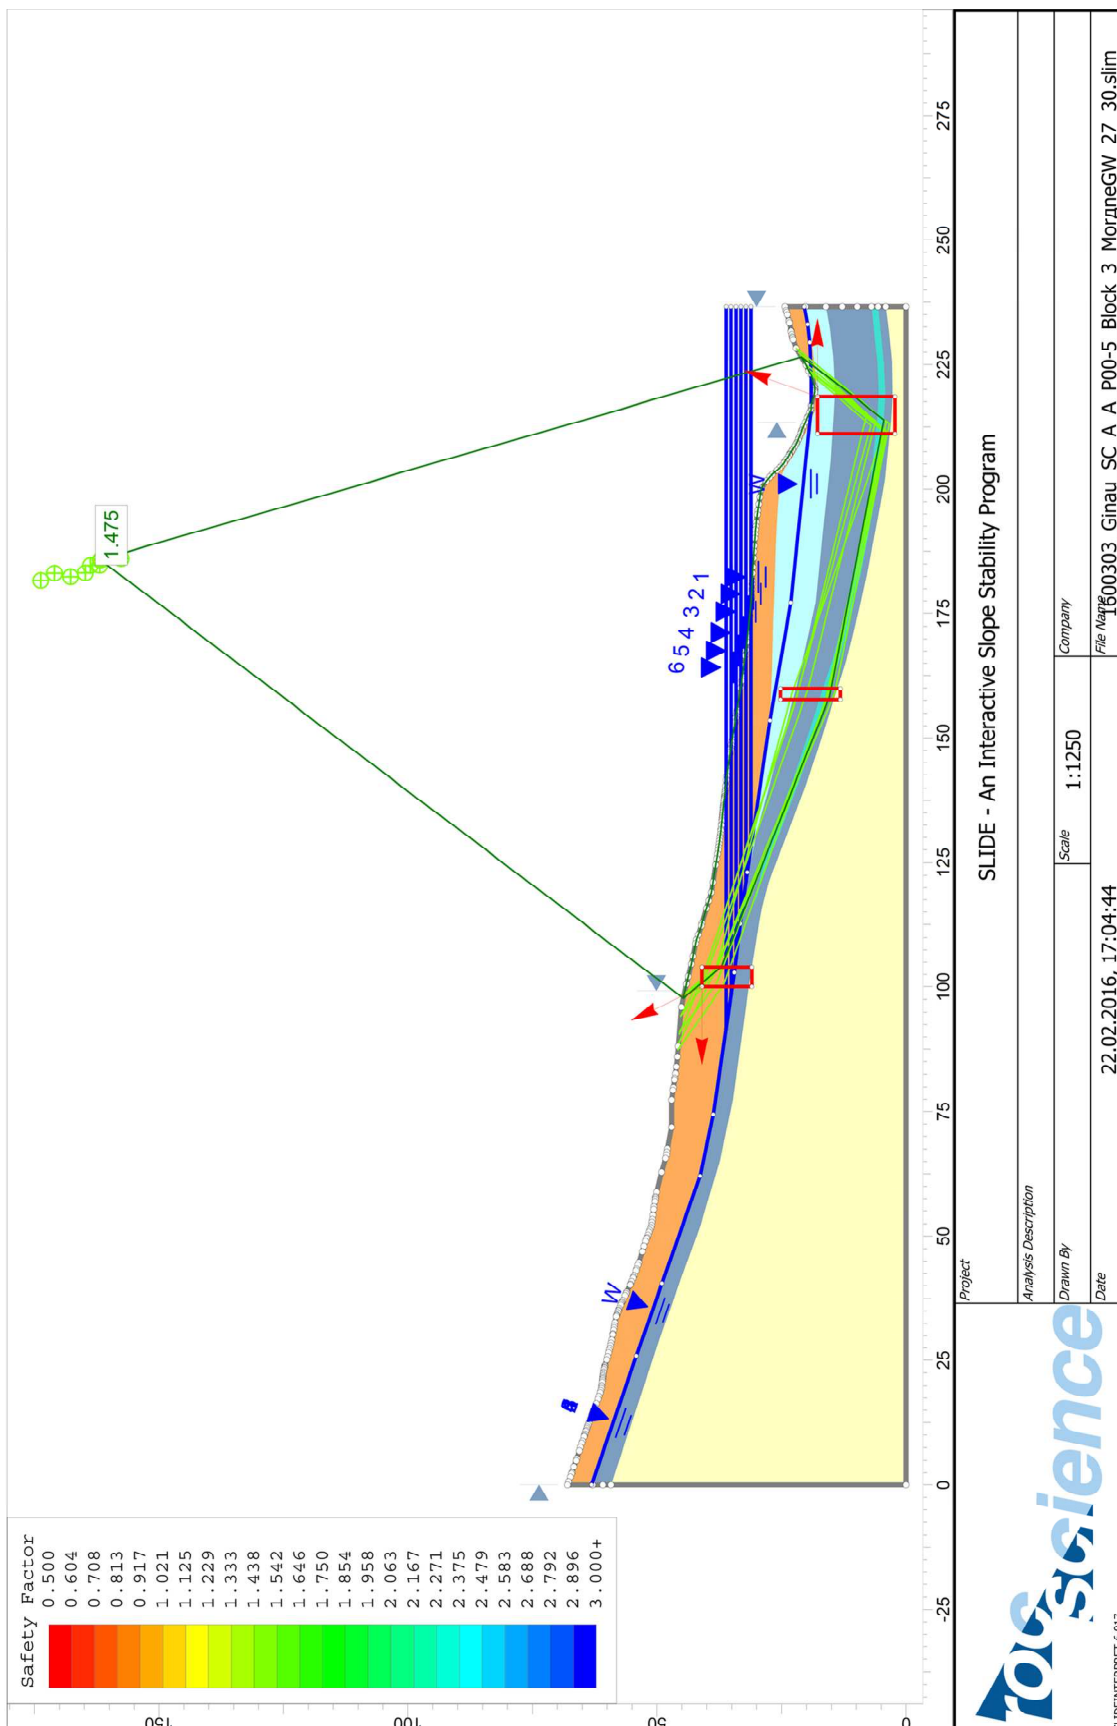 Safety Factor
0.500
0.604
0.708
0.813
0.917
1.021
1.125
1.229
1.333
1.438
1.542
1.646
1.750
1.854
1.958
2.063
2.167
2.271
2.375
2.479
2.583
2.688
2.792
2.896
3.000+
1.475
W
6 5 4 3 2 1
W
150
100
50
0
-25 0 25 50 75 100 125 150 175 200 225 250 275
rocscience
Project
SLIDE - An Interactive Slope Stability Program
Analysis Description
Drawn By
Scale
1:1250
Company
Date
22.02.2016, 17:04:44
File Name
1500303 Ginau SC A A P00-5 Block 3 MorдneGW 27 30.slim